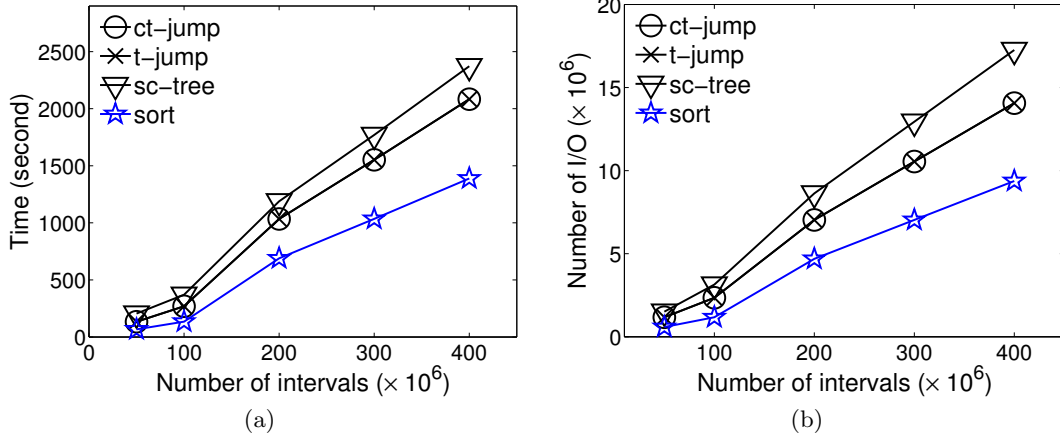 ct-jump
t-jump
sc-tree
sort
2500
2000
1500
1000
500
0
0 100 200 300 400
Time (second)
Number of intervals (× 10^6)
(a)
ct-jump
t-jump
sc-tree
sort
20
15
10
5
0
100 200 300 400
Number of I/O (× 10^6)
Number of intervals (× 10^6)
(b)